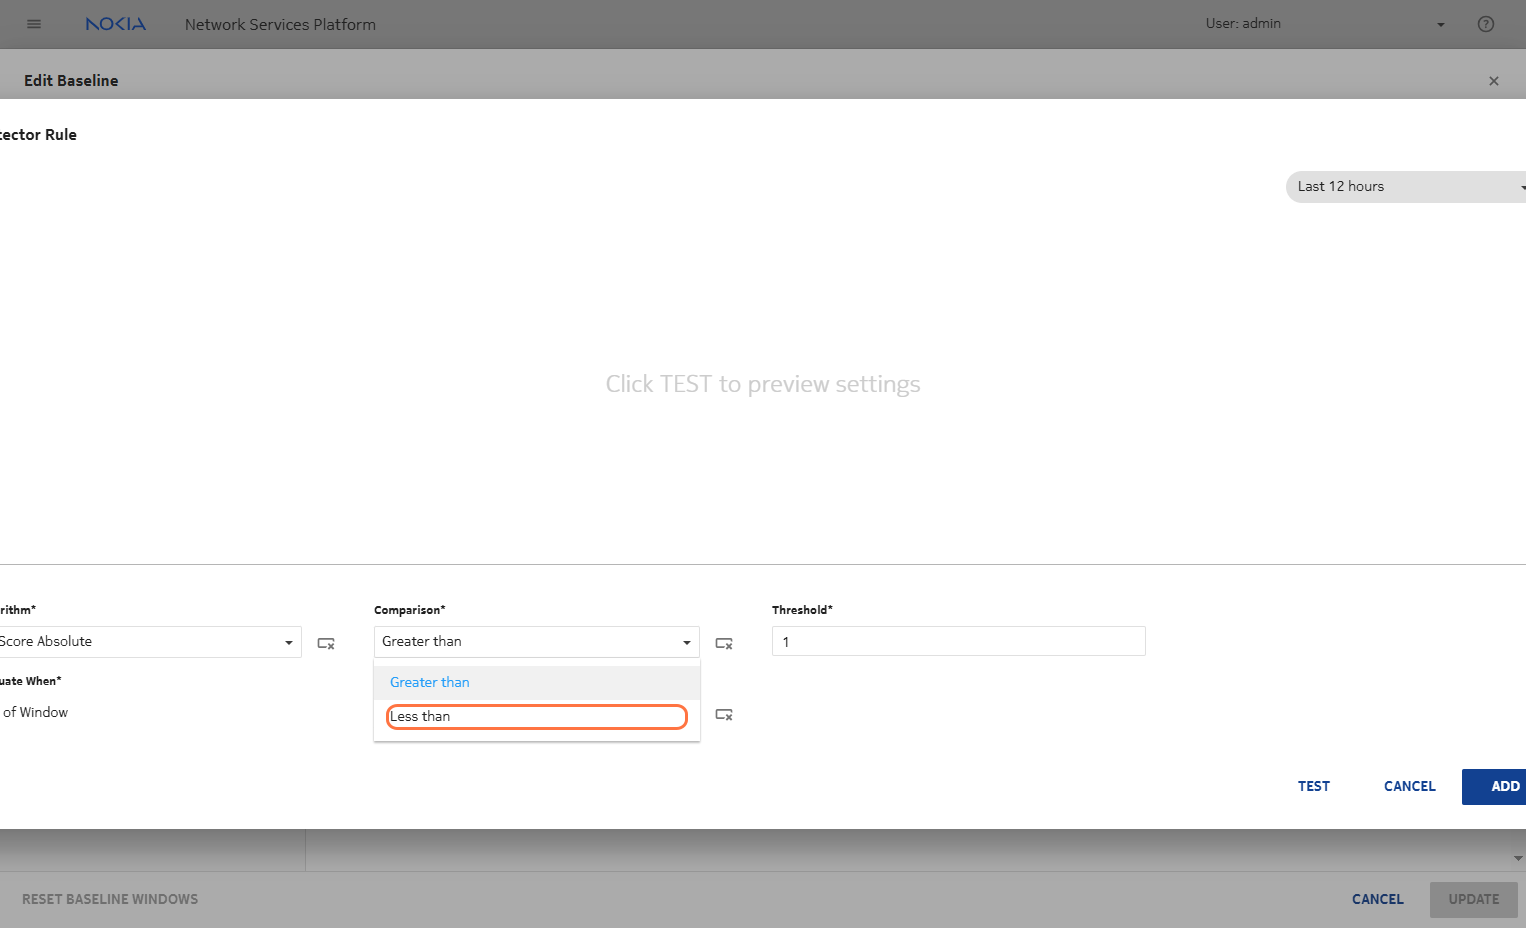 NOKIA Network Services Platform User: admin
Edit Baseline
tector Rule
Last 12 hours
Click TEST to preview settings
rithm* Comparison* Threshold*
Score Absolute Greater than 1
uate When* Greater than
of Window Less than
TEST CANCEL ADD
RESET BASELINE WINDOWS CANCEL UPDATE